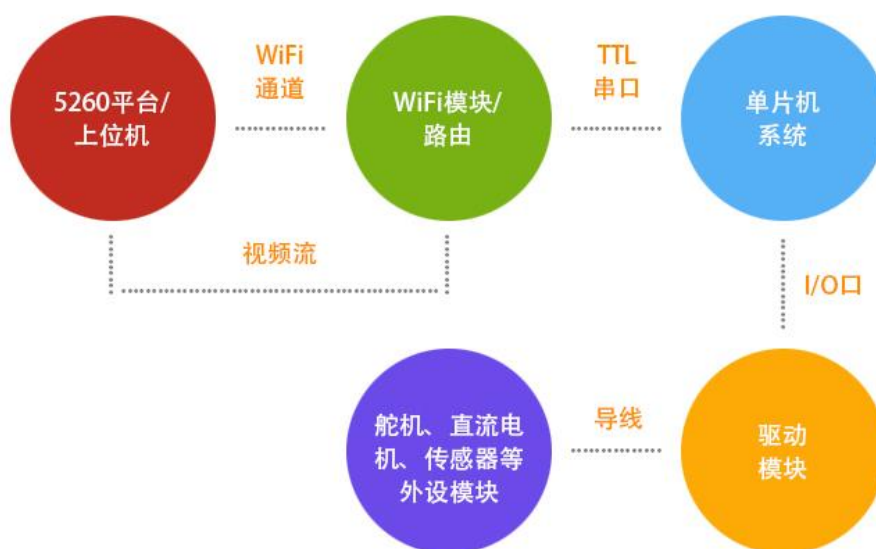 5260平台/
上位机
WiFi
通道
WiFi模块/
路由
TTL
串口
单片机
系统
视频流
I/O口
舵机、直流电
机、传感器等
外设模块
导线
驱动
模块